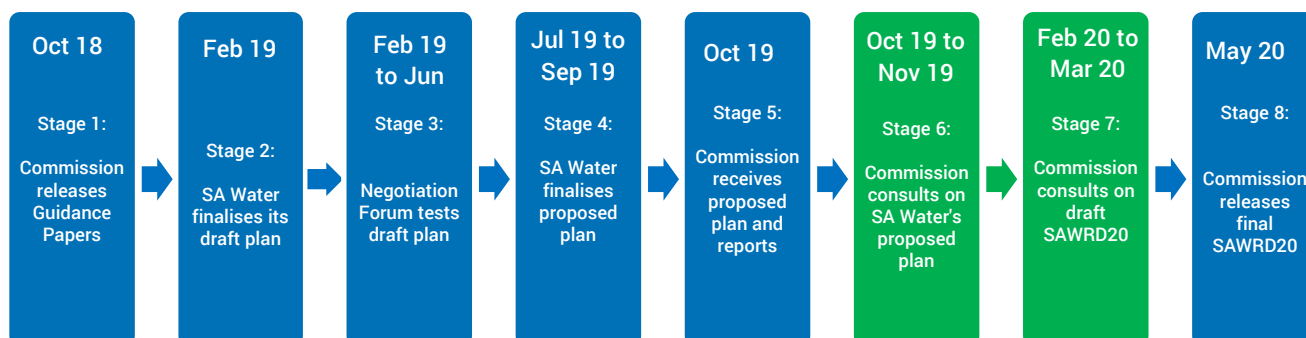 Oct 18
Stage 1:
Commission
releases
Guidance
Papers
Feb 19
Stage 2:
SA Water
finalises its
draft plan
Feb 19
to Jun
Stage 3:
Negotiation
Forum tests
draft plan
Jul 19 to
Sep 19
Stage 4:
SA Water
finalises
proposed
plan
Oct 19
Stage 5:
Commission
receives
proposed
plan and
reports
Oct 19 to
Nov 19
Stage 6:
Commission
consults on
SA Water's
proposed
plan
Feb 20 to
Mar 20
Stage 7:
Commission
consults on
draft
SAWRD20
May 20
Stage 8:
Commission
releases
final
SAWRD20